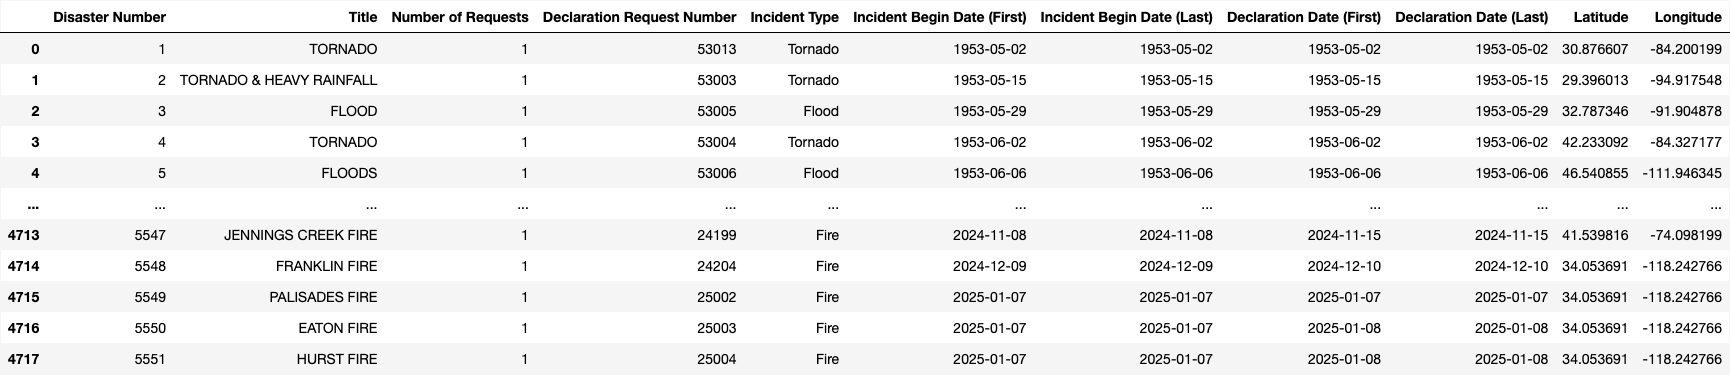 Disaster Number Title Number of Requests Declaration Request Number Incident Type Incident Begin Date (First) Incident Begin Date (Last) Declaration Date (First) Declaration Date (Last) Latitude Longitude
0 1 TORNADO 1 53013 Tornado 1953-05-02 1953-05-02 1953-05-02 1953-05-02 30.876607 -84.200199
1 2 TORNADO & HEAVY RAINFALL 1 53003 Tornado 1953-05-15 1953-05-15 1953-05-15 1953-05-15 29.396013 -94.917548
2 3 FLOOD 1 53005 Flood 1953-05-29 1953-05-29 1953-05-29 1953-05-29 32.787346 -91.904878
3 4 TORNADO 1 53004 Tornado 1953-06-02 1953-06-02 1953-06-02 1953-06-02 42.233092 -84.327177
4 5 FLOODS 1 53006 Flood 1953-06-06 1953-06-06 1953-06-06 1953-06-06 46.540855 -111.946345
... ... ... ... ... ... ... ... ... ... ... ...
4713 5547 JENNINGS CREEK FIRE 1 24199 Fire 2024-11-08 2024-11-08 2024-11-15 2024-11-15 41.539816 -74.098199
4714 5548 FRANKLIN FIRE 1 24204 Fire 2024-12-09 2024-12-09 2024-12-10 2024-12-10 34.053691 -118.242766
4715 5549 PALISADES FIRE 1 25002 Fire 2025-01-07 2025-01-07 2025-01-07 2025-01-07 34.053691 -118.242766
4716 5550 EATON FIRE 1 25003 Fire 2025-01-07 2025-01-07 2025-01-08 2025-01-08 34.053691 -118.242766
4717 5551 HURST FIRE 1 25004 Fire 2025-01-07 2025-01-07 2025-01-08 2025-01-08 34.053691 -118.242766